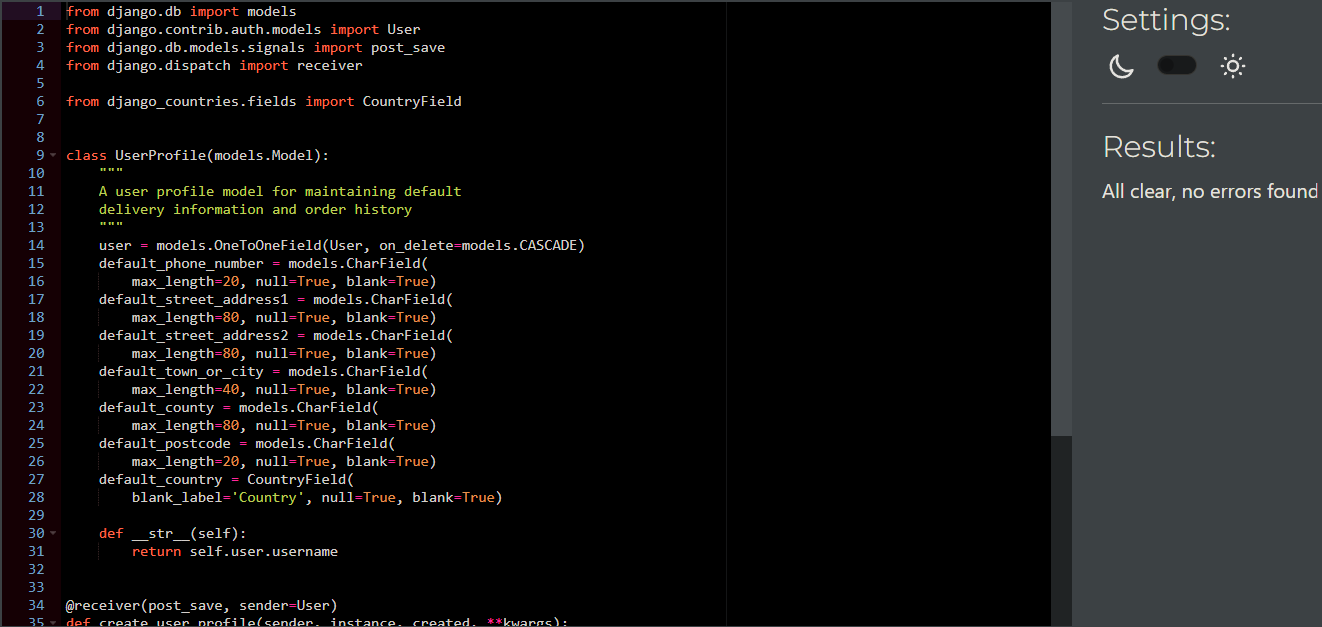 1 from django.db import models
2 from django.contrib.auth.models import User
3 from django.db.models.signals import post_save
4 from django.dispatch import receiver
5
6 from django_countries.fields import CountryField
7
8
9 class UserProfile(models.Model):
10     """
11     A user profile model for maintaining default
12     delivery information and order history
13     """
14     user = models.OneToOneField(User, on_delete=models.CASCADE)
15     default_phone_number = models.CharField(
16         max_length=20, null=True, blank=True)
17     default_street_address1 = models.CharField(
18         max_length=80, null=True, blank=True)
19     default_street_address2 = models.CharField(
20         max_length=80, null=True, blank=True)
21     default_town_or_city = models.CharField(
22         max_length=40, null=True, blank=True)
23     default_county = models.CharField(
24         max_length=80, null=True, blank=True)
25     default_postcode = models.CharField(
26         max_length=20, null=True, blank=True)
27     default_country = CountryField(
28         blank_label='Country', null=True, blank=True)
29
30     def __str__(self):
31         return self.user.username
32
33
34 @receiver(post_save, sender=User)
35 def create_user_profile(sender, instance, created, **kwargs):
Settings:
Results:
All clear, no errors found